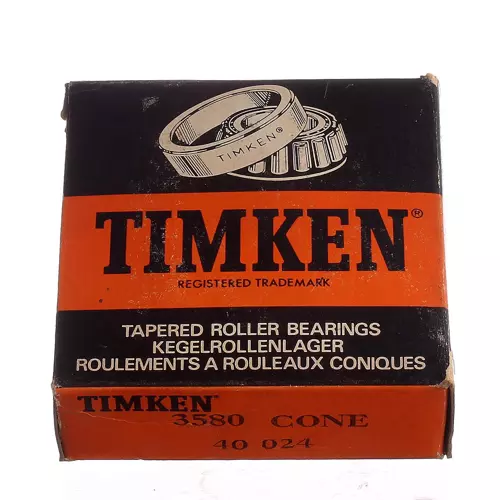 TIMKEN®
TIMKEN®
REGISTERED TRADEMARK
TAPERED ROLLER BEARINGS
KEGELROLLENLAGER
ROULEMENTS A ROULEAUX CONIQUES
TIMKEN
3580 CONE
40 024